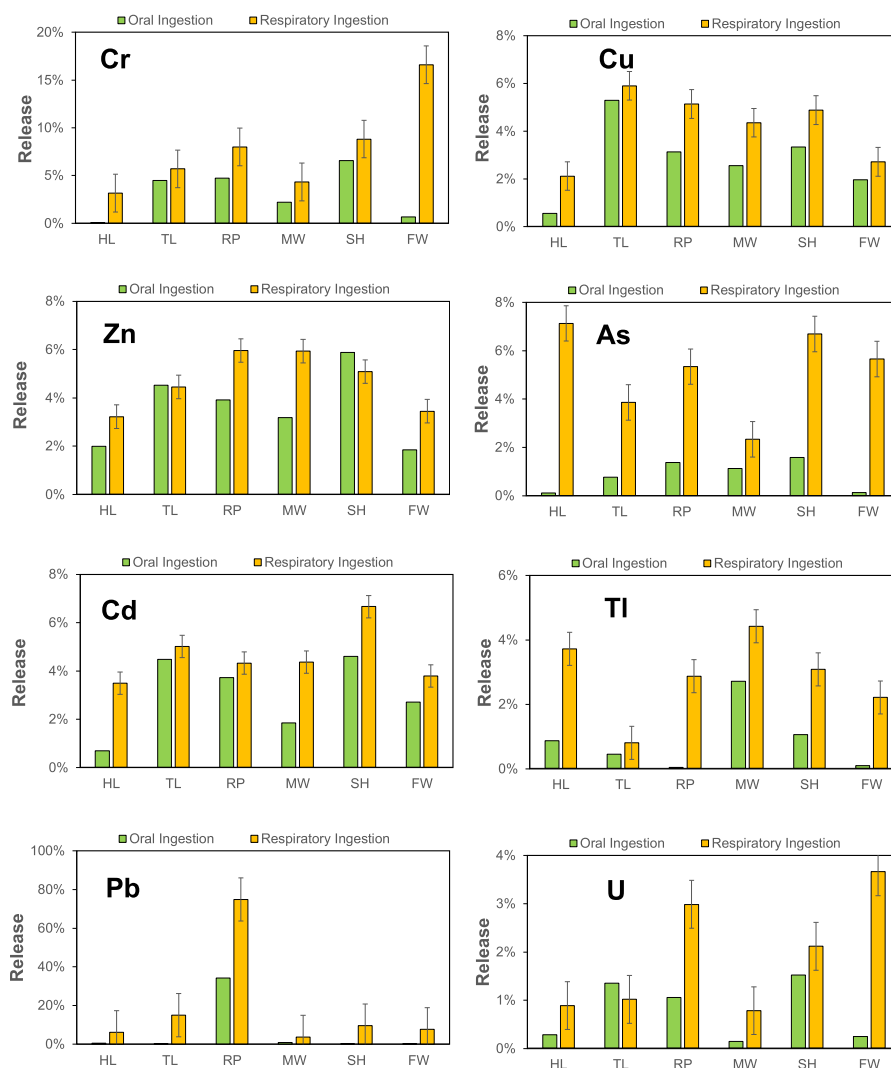 Oral Ingestion Respiratory Ingestion
20%
15%
10%
5%
0%
Release
Cr
HL TL RP MW SH FW
Oral Ingestion Respiratory Ingestion
8%
6%
4%
2%
0%
Release
Cu
HL TL RP MW SH FW
Oral Ingestion Respiratory Ingestion
8%
6%
4%
2%
0%
Release
Zn
HL TL RP MW SH FW
Oral Ingestion Respiratory Ingestion
8%
6%
4%
2%
0%
Release
As
HL TL RP MW SH FW
Oral Ingestion Respiratory Ingestion
8%
6%
4%
2%
0%
Release
Cd
HL TL RP MW SH FW
Oral Ingestion Respiratory Ingestion
6%
4%
2%
0%
Release
Tl
HL TL RP MW SH FW
Oral Ingestion Respiratory Ingestion
100%
80%
60%
40%
20%
0%
Release
Pb
HL TL RP MW SH FW
Oral Ingestion Respiratory Ingestion
4%
3%
2%
1%
0%
Release
U
HL TL RP MW SH FW